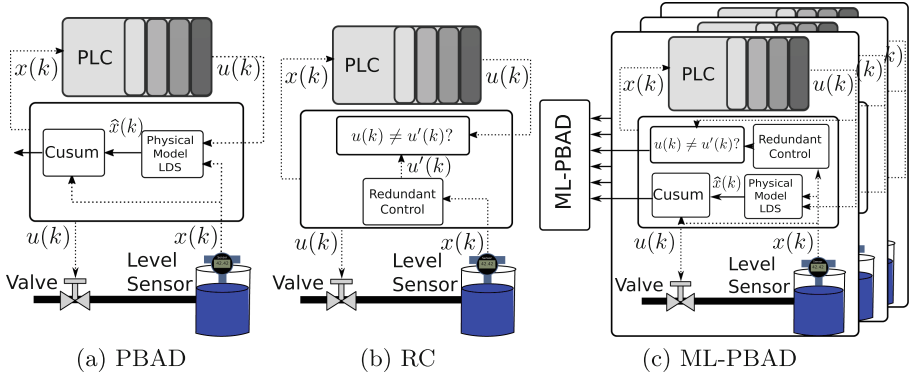 PLC
x(k)
u(k)
x̂(k)
Cusum
Physical
Model
LDS
u(k)
x(k)
Valve
Level
Sensor
(a) PBAD
PLC
x(k)
u(k)
u(k) ≠ u′(k)?
u′(k)
Redundant
Control
u(k)
x(k)
Valve
Level
Sensor
(b) RC
ML-PBAD
PLC
x(k)
u(k)
k)
u(k) ≠ u′(k)?
Redundant
Control
x̂(k)
Cusum
Physical
Model
LDS
u(k)
x(k)
Valve
Level
Sensor
(c) ML-PBAD